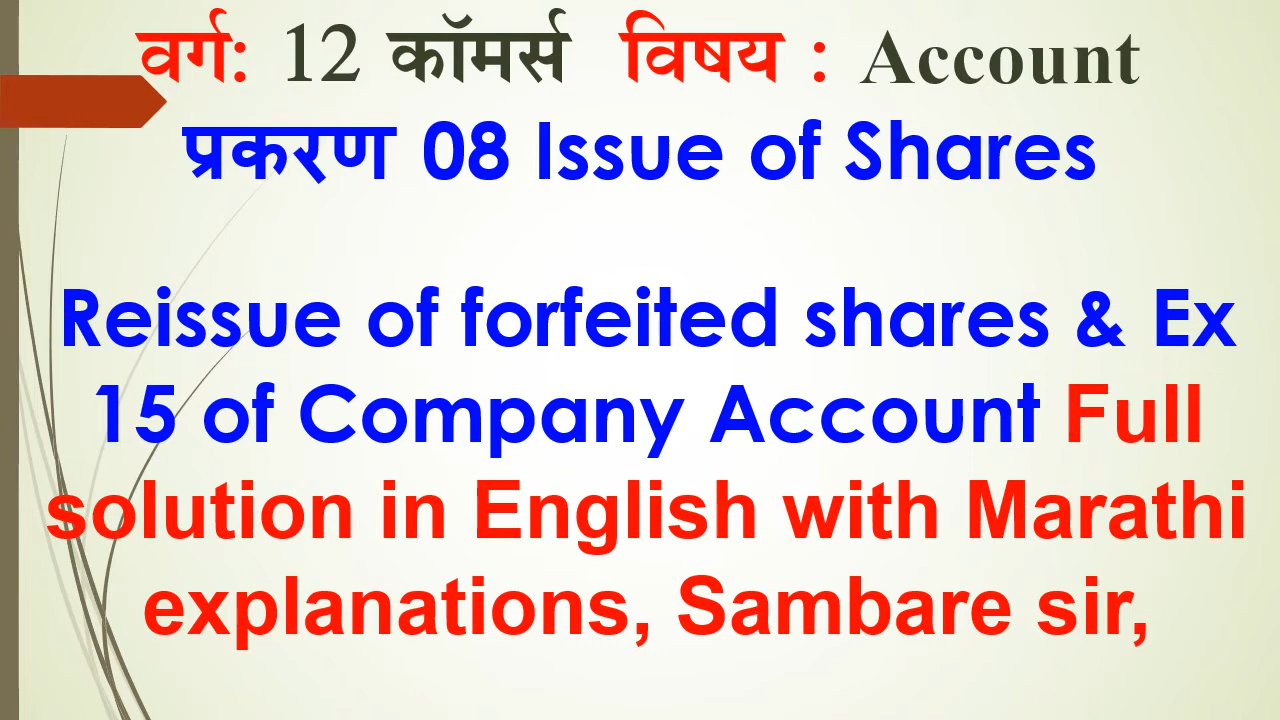 वर्ग: 12 कॉमर्स विषय : Account
प्रकरण 08 Issue of Shares
Reissue of forfeited shares & Ex
15 of Company Account Full
solution in English with Marathi
explanations, Sambare sir,